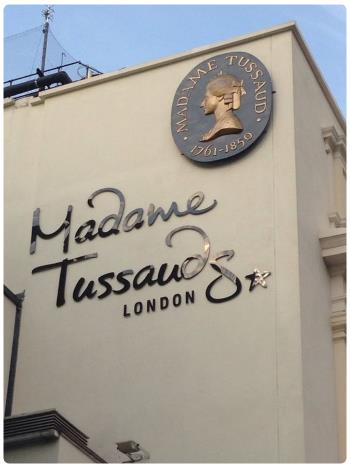 MADAME TUSSAUD
1761-1850
Madame
Tussauds
LONDON